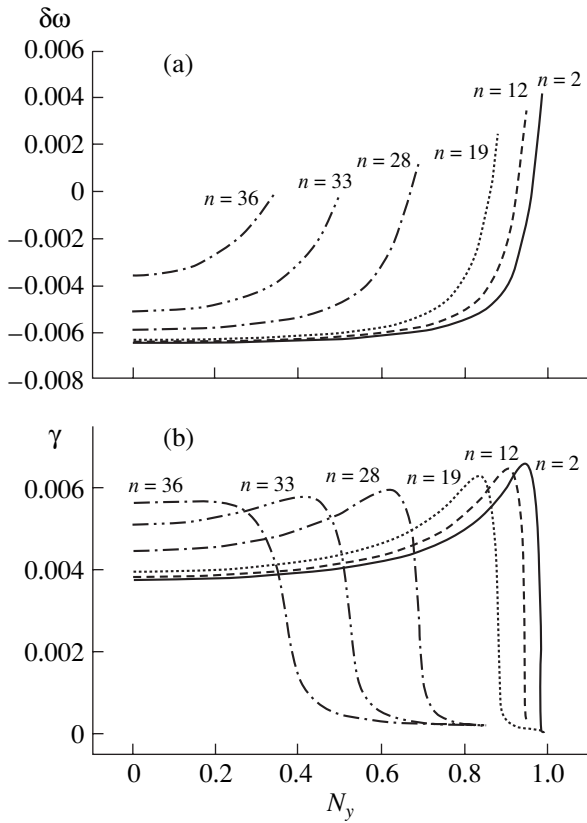 δω
0.006
(a)
0.004
n = 2
n = 12
0.002
n = 19
n = 28
0
n = 33
n = 36
−0.002
−0.004
−0.006
−0.008
γ
(b)
n = 12
n = 2
n = 36
n = 33
n = 28
n = 19
0.006
0.004
0.002
0
0 0.2 0.4 0.6 0.8 1.0
Ny